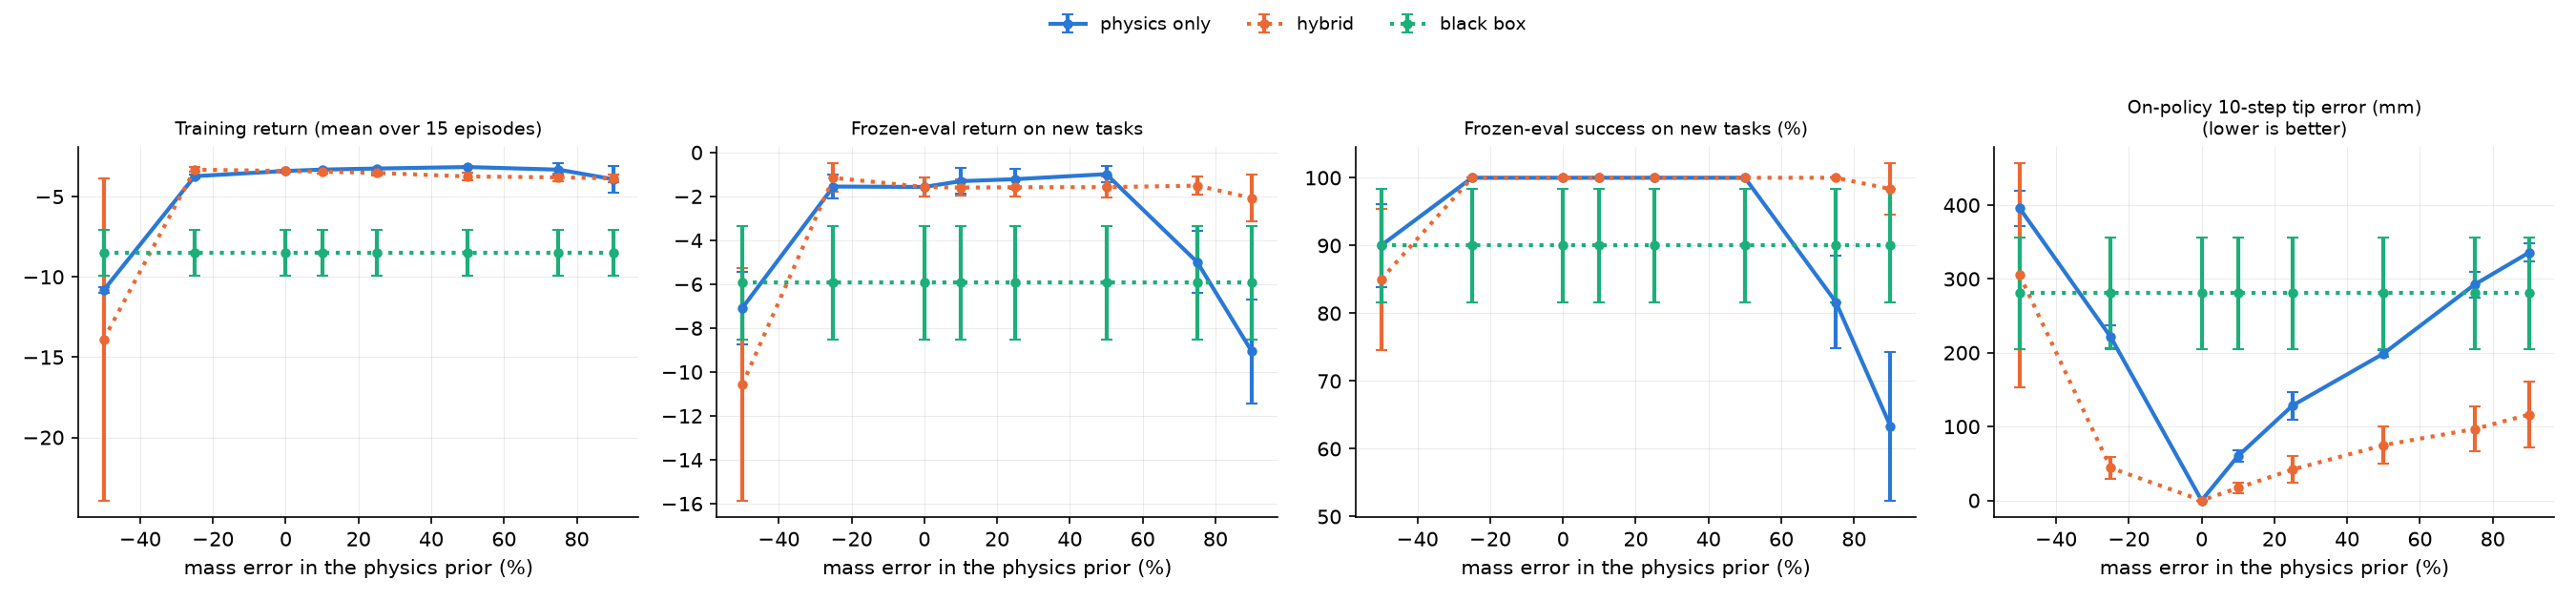 physics only
hybrid
black box
Training return (mean over 15 episodes)
−5
−10
−15
−20
−40 −20 0 20 40 60 80
mass error in the physics prior (%)
Frozen-eval return on new tasks
0
−2
−4
−6
−8
−10
−12
−14
−16
−40 −20 0 20 40 60 80
mass error in the physics prior (%)
Frozen-eval success on new tasks (%)
100
90
80
70
60
50
−40 −20 0 20 40 60 80
mass error in the physics prior (%)
On-policy 10-step tip error (mm)
(lower is better)
400
300
200
100
0
−40 −20 0 20 40 60 80
mass error in the physics prior (%)